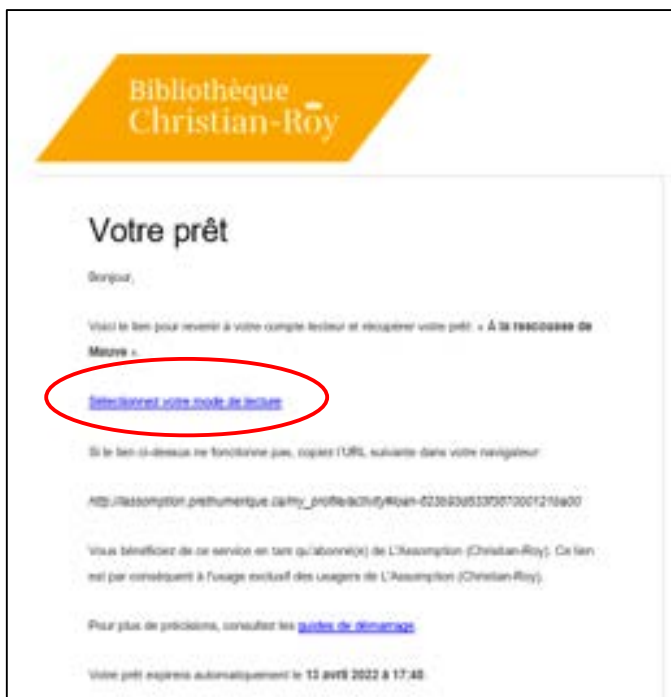 Bibliothèque
Christian-Roy
Votre prêt
Bonjour,
Voici le lien pour revenir à votre compte lecteur et récupérer votre prêt: « À la rescousse de
Mauve ».
Sélectionnez votre mode de lecture
Si le lien ci-dessus ne fonctionne pas, copiez l'URL suivante dans votre navigateur:
Vous bénéficiez de ce service en tant qu'abonné(e) de L'Assomption (Christian-Roy). Ce lien
est par conséquent à l'usage exclusif des usagers de L'Assomption (Christian-Roy).
Pour plus de précisions, consultez les guides de démarrage.
Votre prêt expirera automatiquement le 13 avril 2022 à 17:40.